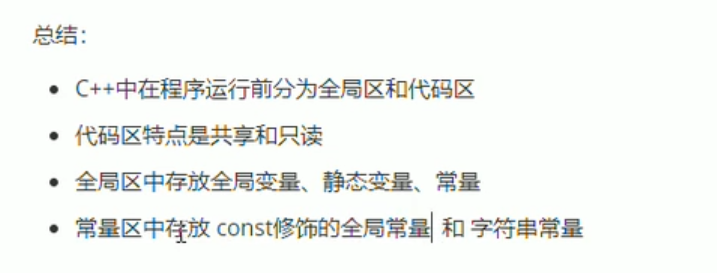 总结：
C++中在程序运行前分为全局区和代码区
代码区特点是共享和只读
全局区中存放全局变量、静态变量、常量
常量区中存放 const修饰的全局常量 和 字符串常量